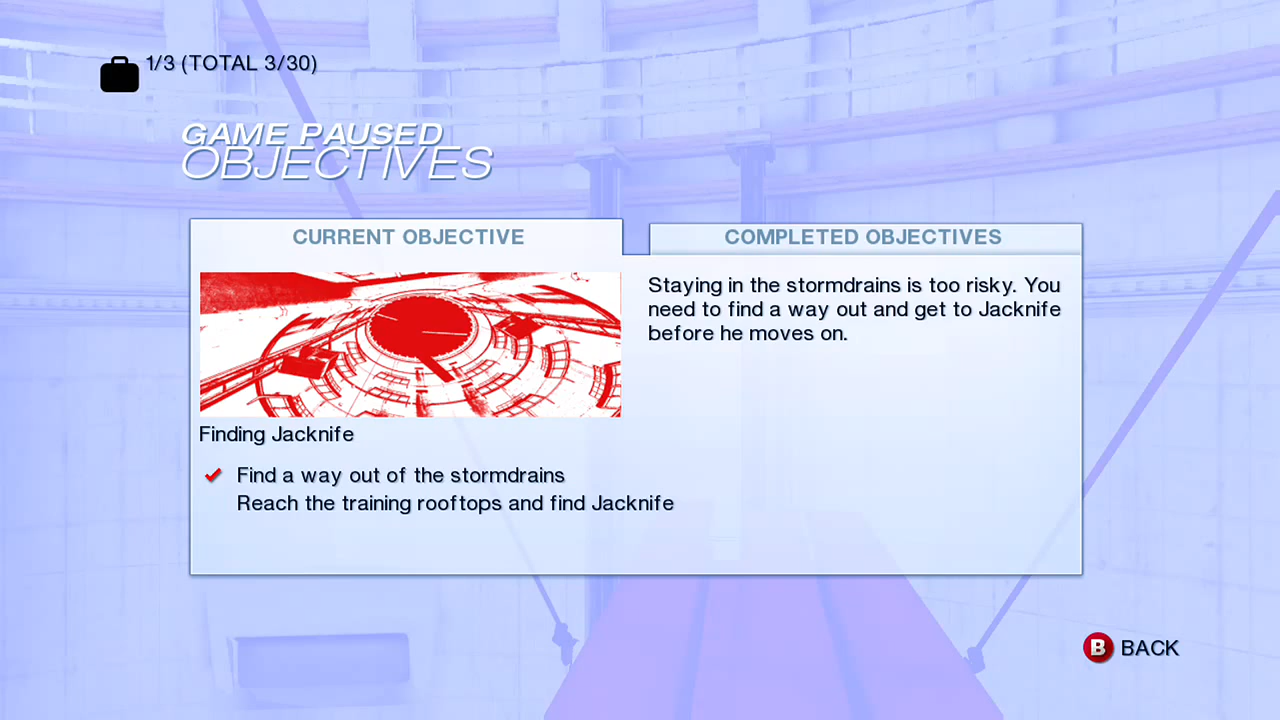 1/3 (TOTAL 3/30)
GAME PAUSED
OBJECTIVES
CURRENT OBJECTIVE
COMPLETED OBJECTIVES
Staying in the stormdrains is too risky. You
need to find a way out and get to Jacknife
before he moves on.
Finding Jacknife
Find a way out of the stormdrains
Reach the training rooftops and find Jacknife
B BACK